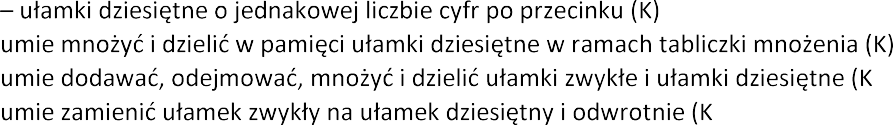 – ułamki dziesiętne o jednakowej liczbie cyfr po przecinku (K)
umie mnożyć i dzielić w pamięci ułamki dziesiętne w ramach tabliczki mnożenia (K)
umie dodawać, odejmować, mnożyć i dzielić ułamki zwykłe i ułamki dziesiętne (K
umie zamienić ułamek zwykły na ułamek dziesiętny i odwrotnie (K